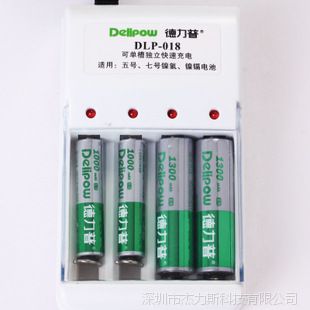 Delipow 德力普®
DLP-018
可单槽独立快速充电
适用：五号、七号镍氢、镍镉电池
1000
Delipow
德力普
1000
Delipow
德力普
1300
Delipow
德力普
1300
Delipow
德力普
深圳市杰力斯科技有限公司